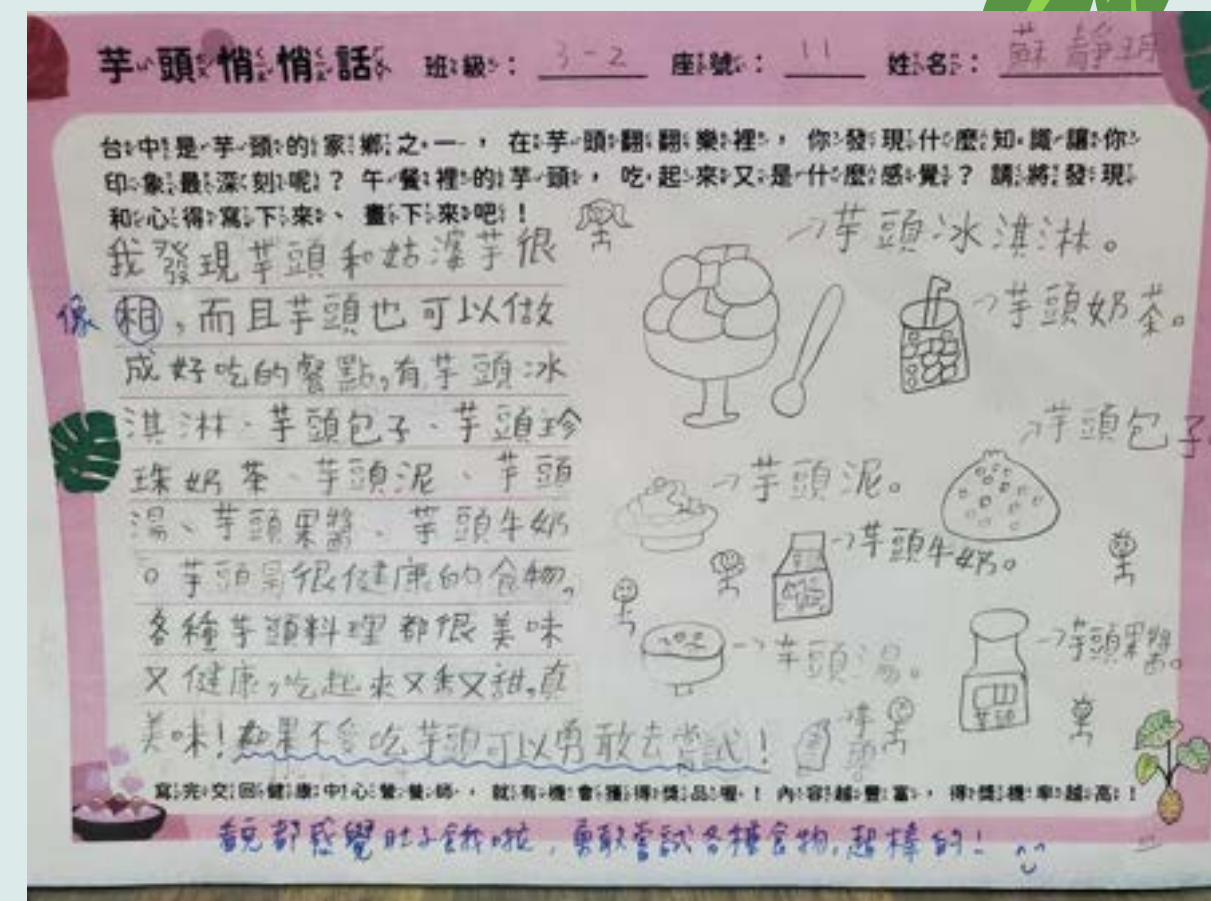 芋頭悄悄話 班級：3-2 座號：11 姓名：蘇靜玥
台中是芋頭的家鄉之一，在芋頭翻翻樂裡，你發現什麼知識讓你
印象最深刻呢？午餐裡的芋頭，吃起來又是什麼感覺？請將發現
和心得寫下來、畫下來吧！
我發現芋頭和姑婆芋很
像 相，而且芋頭也可以做
成好吃的餐點，有芋頭冰
淇淋、芋頭包子、芋頭珍
珠奶茶、芋頭泥、芋頭
湯、芋頭果醬、芋頭牛奶
。芋頭是很健康的食物，
各種芋頭料理都很美味
又健康，吃起來又香又甜，真
美味！如果不愛吃芋頭可以勇敢去嘗試！
芋頭冰淇淋。
芋頭奶茶。
芋頭包子。
芋頭泥。
芋頭牛奶。
芋頭湯。
芋頭果醬。
芋頭
芋頭
寫完交回健康中心營養師，就有機會獲得獎品喔！內容越豐富，得獎機率越高！
都感覺肚子餓啦，勇敢嘗試各種食物，超棒的！